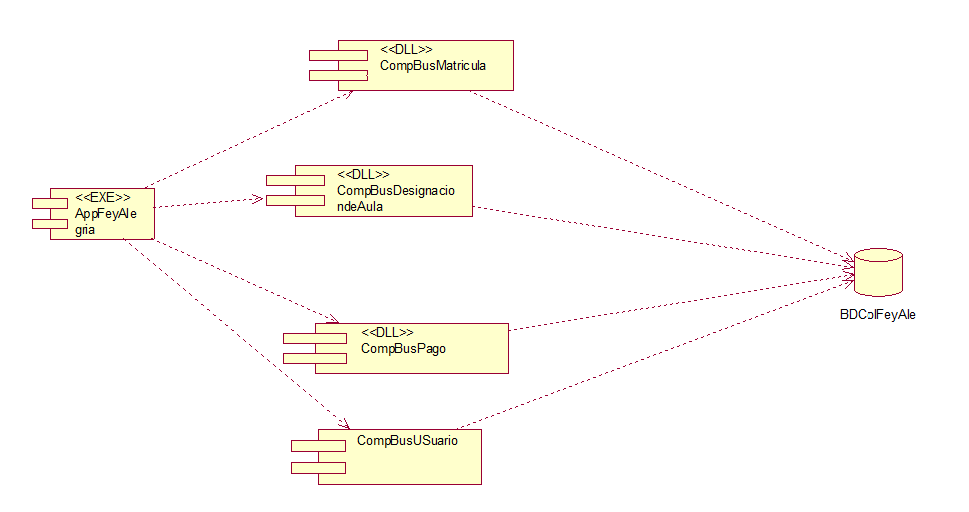 <<DLL>>
CompBusMatricula
<<DLL>>
CompBusDesignacio
ndeAula
<<EXE>>
AppFeyAle
gria
BDColFeyAle
<<DLL>>
CompBusPago
CompBusUSuario